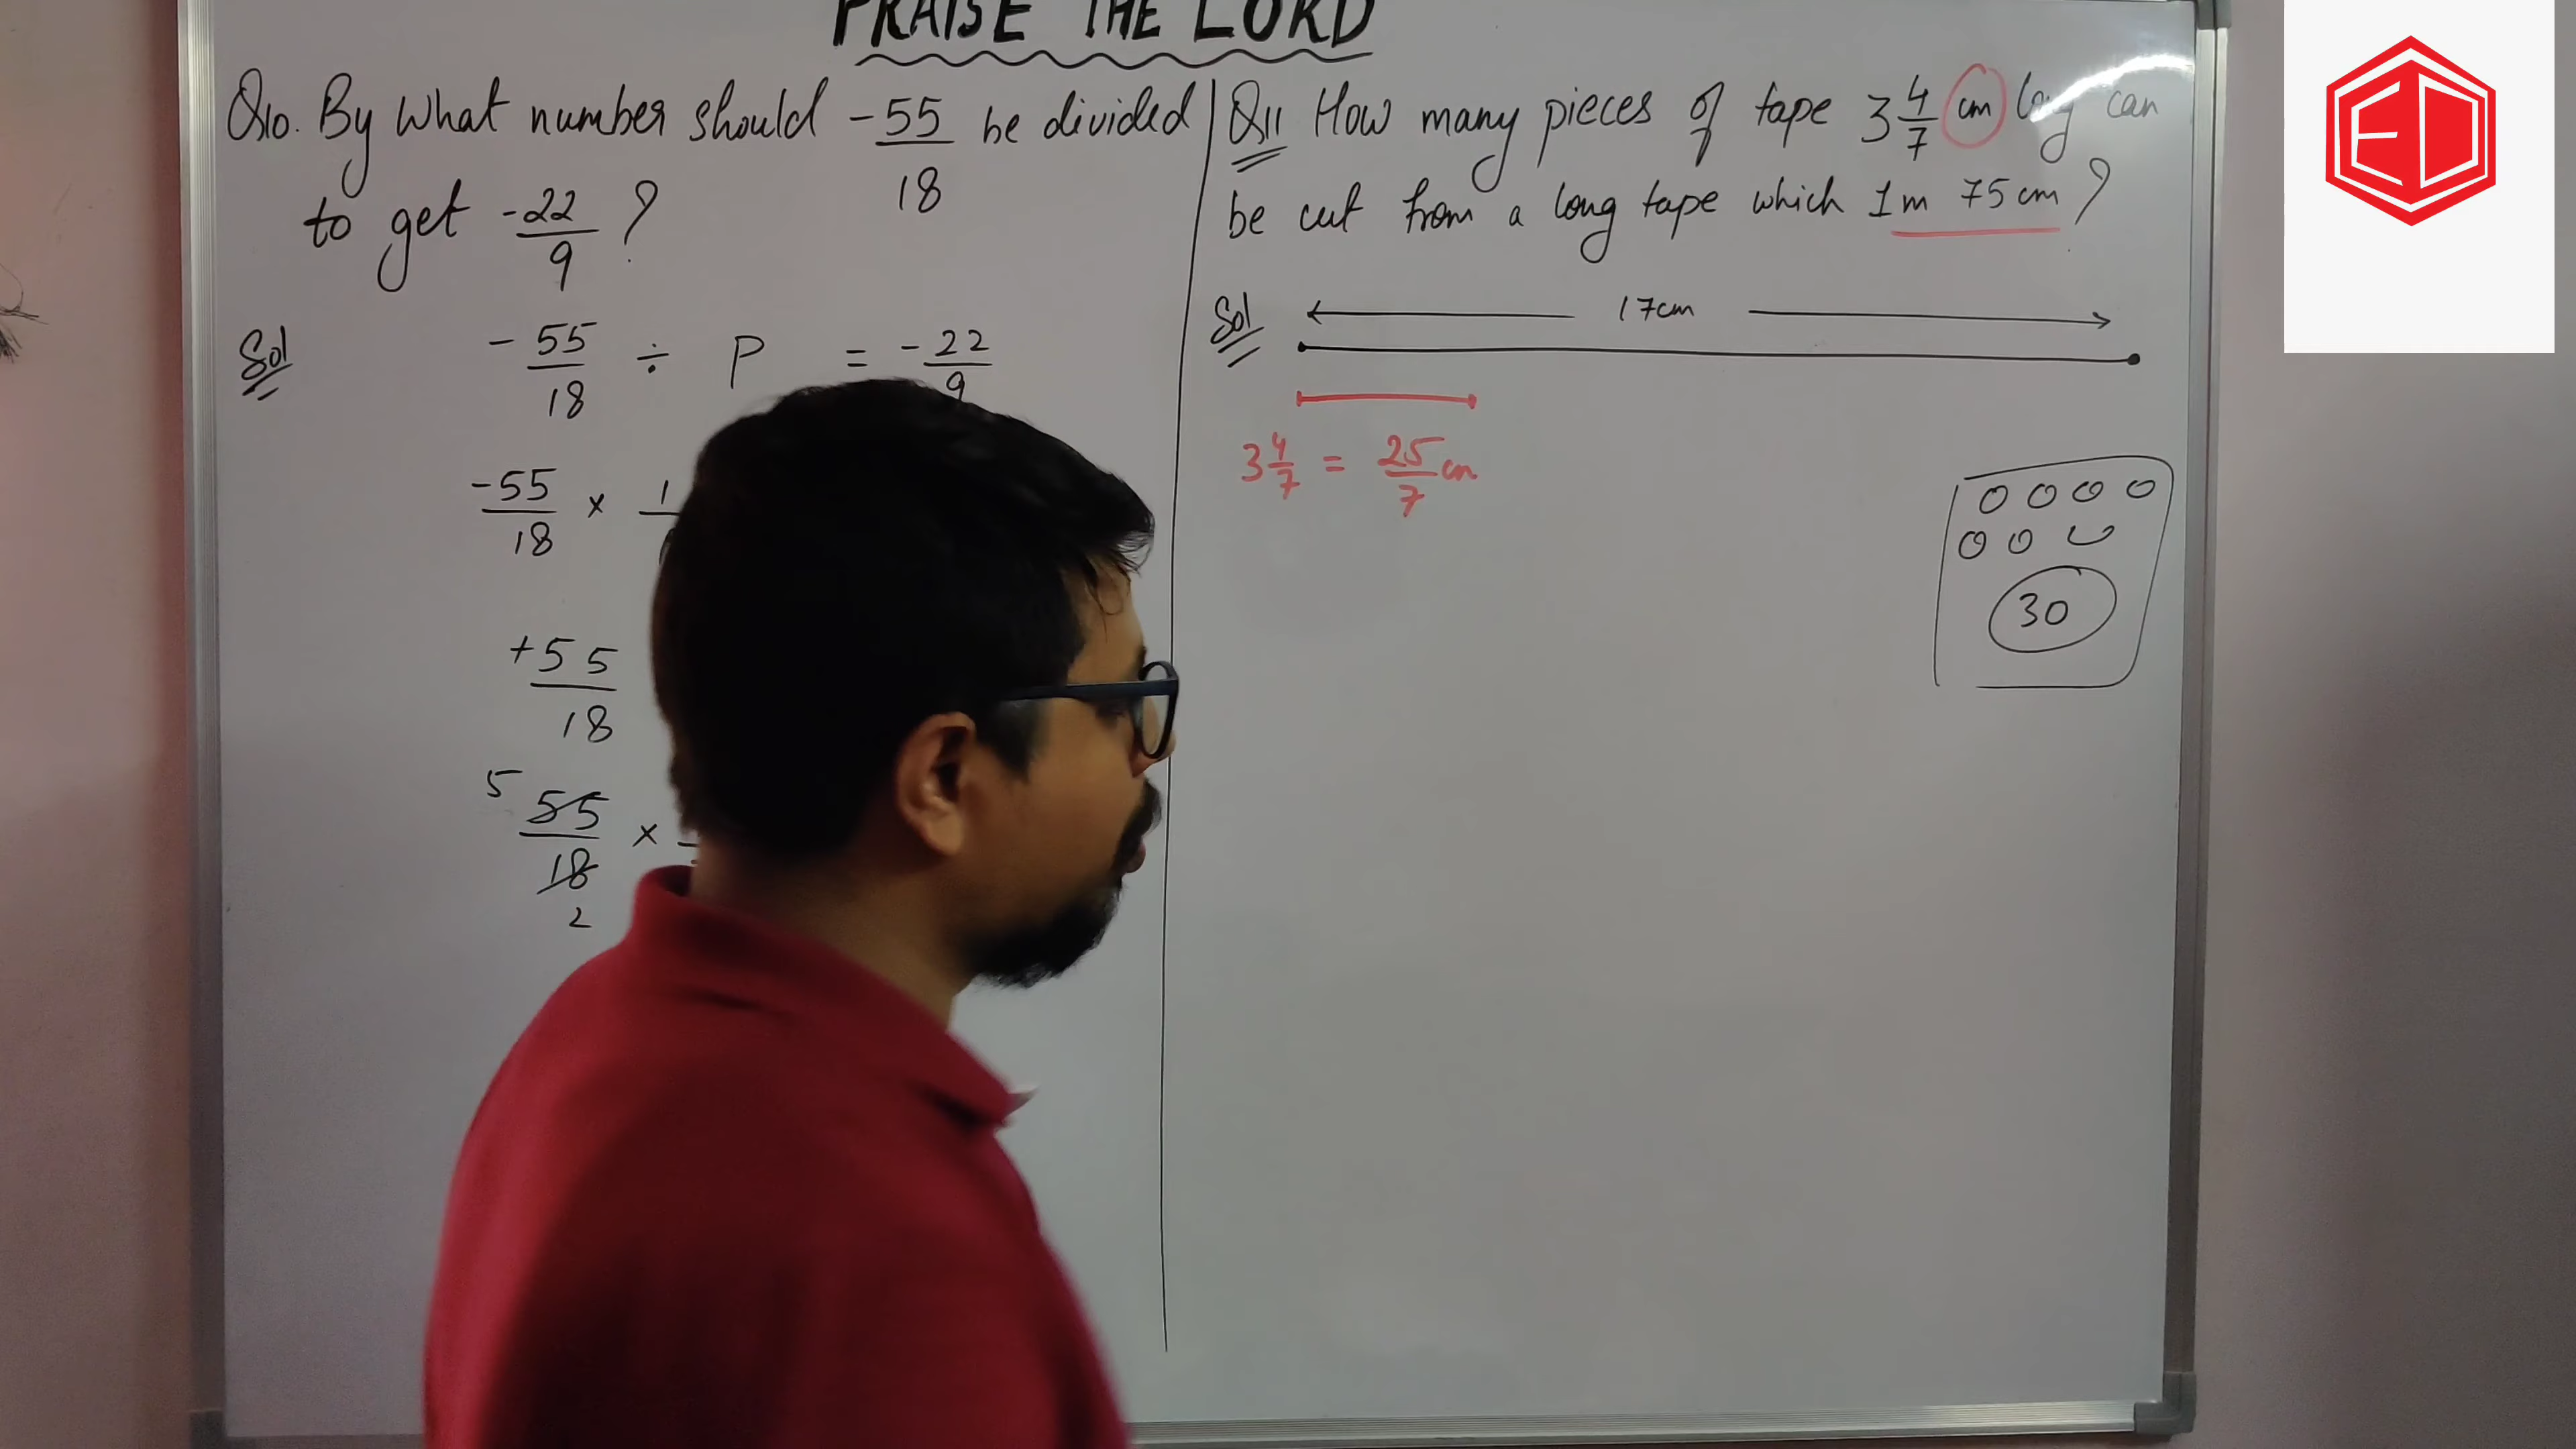 PRAISE THE LORD
Q10. By What number should -55/18 be divided
to get -22/9 ?
Sol
-55/18 ÷ P = -22/9
-55/18 × 1
+55/18
5 55/18 2 ×
Q11 How many pieces of tape 3 4/7 cm long can
be cut from a long tape which 1m 75cm ?
Sol
17cm
3 4/7 = 25/7 cm
30
ED